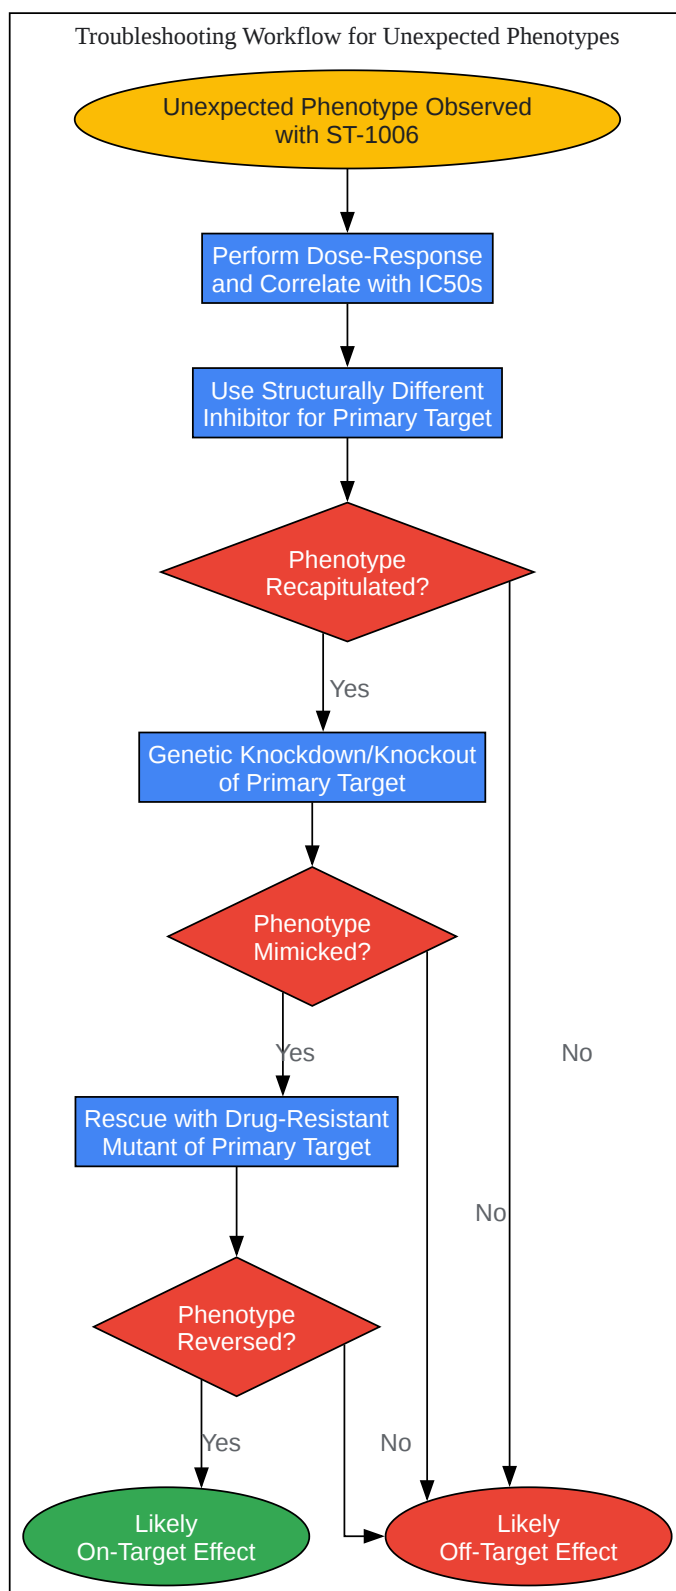 Troubleshooting Workflow for Unexpected Phenotypes
Unexpected Phenotype Observed
with ST-1006
Perform Dose-Response
and Correlate with IC50s
Use Structurally Different
Inhibitor for Primary Target
Phenotype
Recapitulated?
Yes
Genetic Knockdown/Knockout
of Primary Target
Phenotype
Mimicked?
Yes
No
Rescue with Drug-Resistant
Mutant of Primary Target
No
Phenotype
Reversed?
Yes
No
Likely
On-Target Effect
Likely
Off-Target Effect